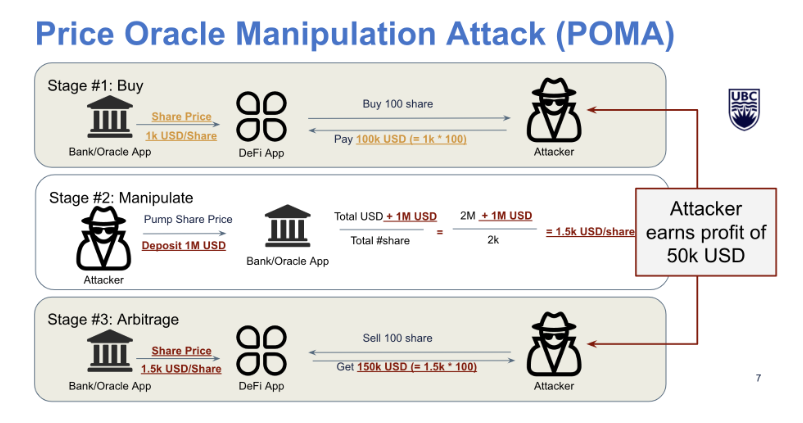 Price Oracle Manipulation Attack (POMA)
Stage #1: Buy
Share Price
1k USD/Share
Bank/Oracle App
DeFi App
Buy 100 share
Pay 100k USD (= 1k * 100)
Attacker
UBC
Stage #2: Manipulate
Pump Share Price
Deposit 1M USD
Attacker
Bank/Oracle App
Total USD + 1M USD
Total #share
=
2M + 1M USD
2k
= 1.5k USD/share
Attacker
earns profit of
50k USD
Stage #3: Arbitrage
Share Price
1.5k USD/Share
Bank/Oracle App
DeFi App
Sell 100 share
Get 150k USD (= 1.5k * 100)
Attacker
7